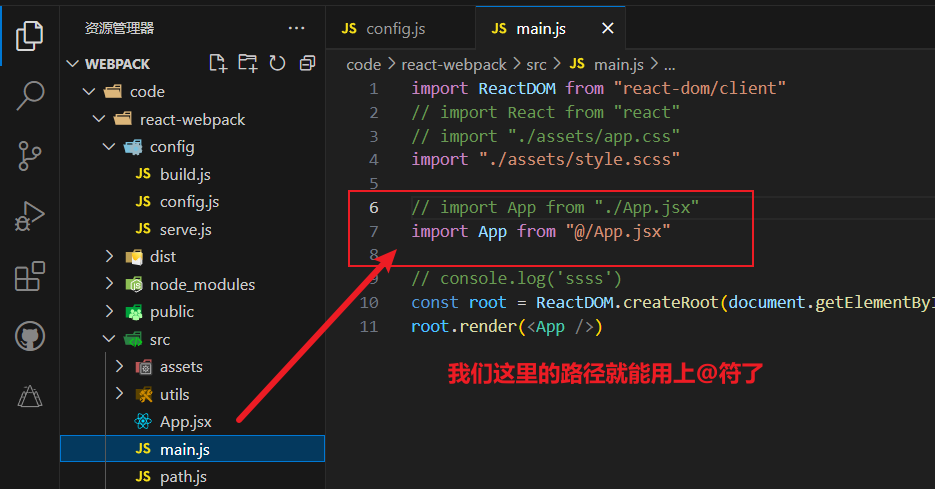 资源管理器
WEBPACK
code
react-webpack
config
JS build.js
JS config.js
JS serve.js
dist
node_modules
public
src
assets
utils
App.jsx
JS main.js
JS path.js
JS config.js
JS main.js
code > react-webpack > src > JS main.js > ...
1 import ReactDOM from "react-dom/client"
2 // import React from "react"
3 // import "./assets/app.css"
4 import "./assets/style.scss"
5
6 // import App from "./App.jsx"
7 import App from "@/App.jsx"
8
9 // console.log('ssss')
10 const root = ReactDOM.createRoot(document.getElementBy
11 root.render(<App />)
我们这里的路径就能用上@符了